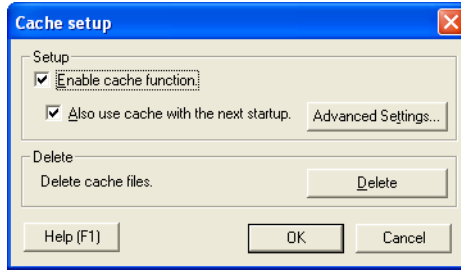 Cache setup
Setup
Enable cache function.
Also use cache with the next startup.
Advanced Settings...
Delete
Delete cache files.
Delete
Help (F1)
OK
Cancel